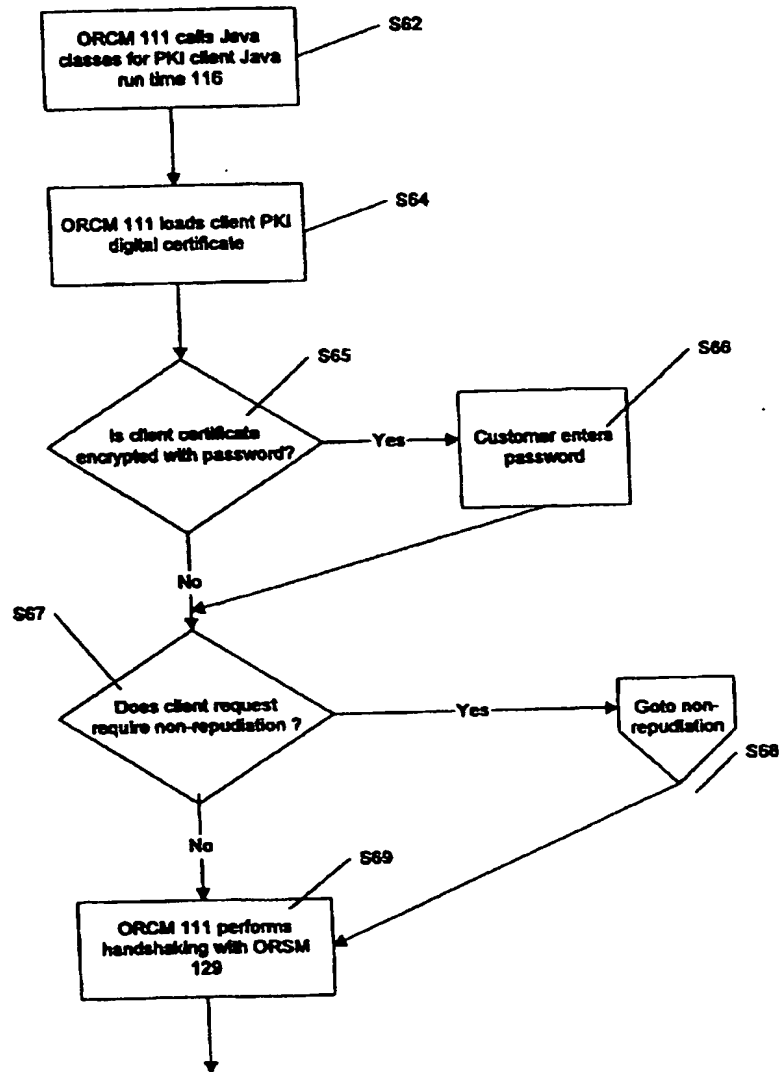 ORCM 111 calls Java
classes for PKI client Java
run time 116
S62
ORCM 111 loads client PKI
digital certificate
S64
S65
Is client certificate
encrypted with password?
Yes
S66
Customer enters
password
No
S67
Does client request
require non-repudiation ?
Yes
Goto non-
repudiation
S68
No
S69
ORCM 111 performs
handshaking with ORSM
129